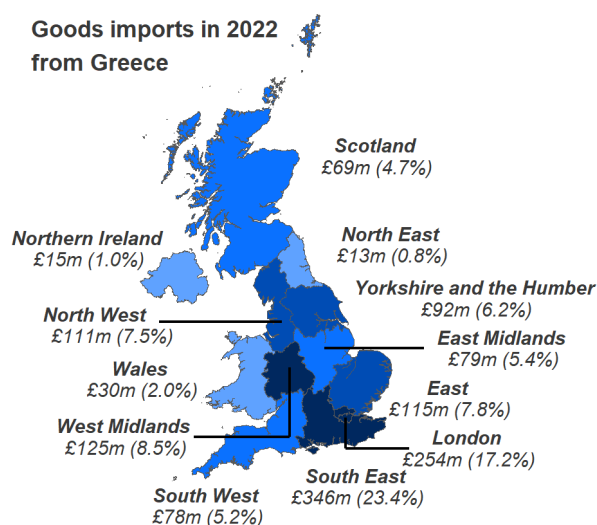 Goods imports in 2022
from Greece
Scotland
£69m (4.7%)
Northern Ireland
£15m (1.0%)
North East
£13m (0.8%)
Yorkshire and the Humber
£92m (6.2%)
North West
£111m (7.5%)
East Midlands
£79m (5.4%)
Wales
£30m (2.0%)
East
£115m (7.8%)
West Midlands
£125m (8.5%)
London
£254m (17.2%)
South East
£346m (23.4%)
South West
£78m (5.2%)